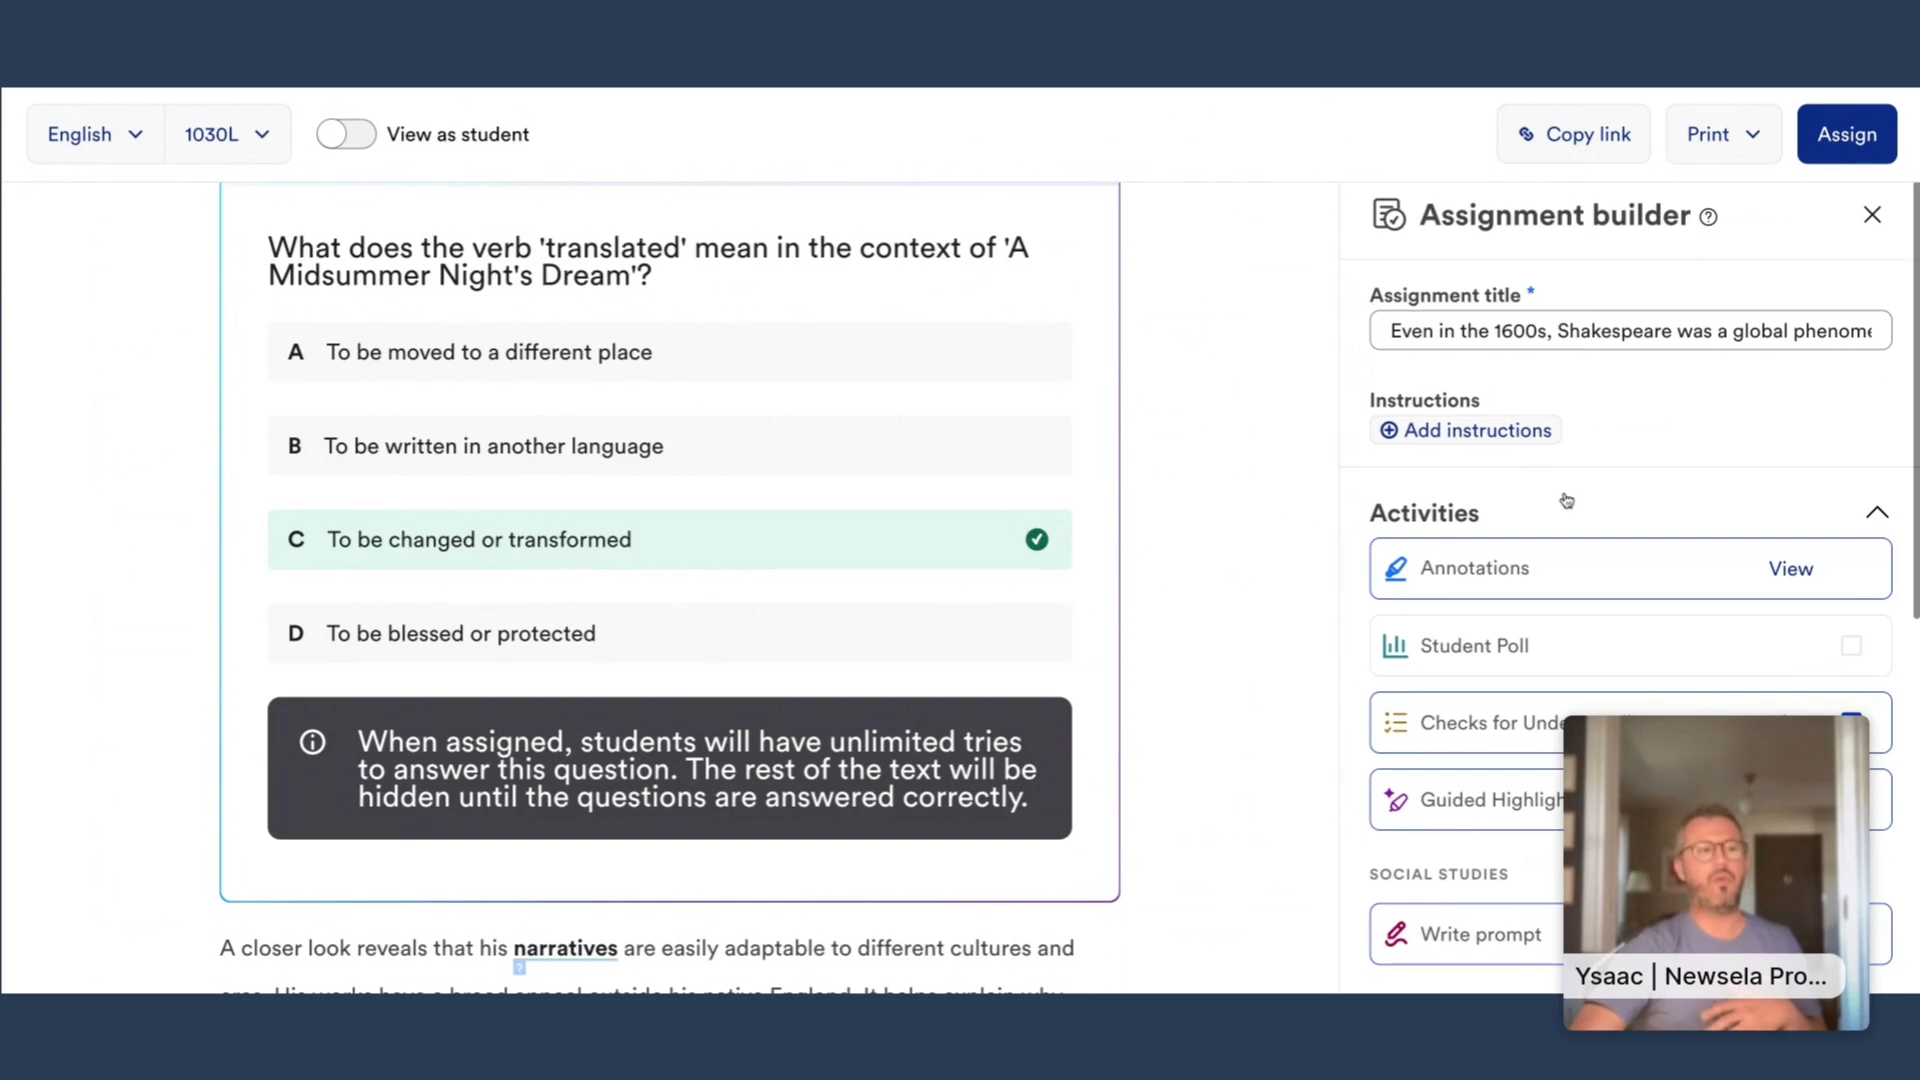 English
1030L
View as student
Copy link
Print
Assign
What does the verb 'translated' mean in the context of 'A
Midsummer Night's Dream'?
A To be moved to a different place
B To be written in another language
C To be changed or transformed
D To be blessed or protected
When assigned, students will have unlimited tries
to answer this question. The rest of the text will be
hidden until the questions are answered correctly.
A closer look reveals that his narratives are easily adaptable to different cultures and
?
Assignment builder ?
Assignment title *
Even in the 1600s, Shakespeare was a global phenome
Instructions
Add instructions
Activities
Annotations View
Student Poll
Checks for Unde
Guided Highligh
SOCIAL STUDIES
Write prompt
Ysaac | Newsela Pro...